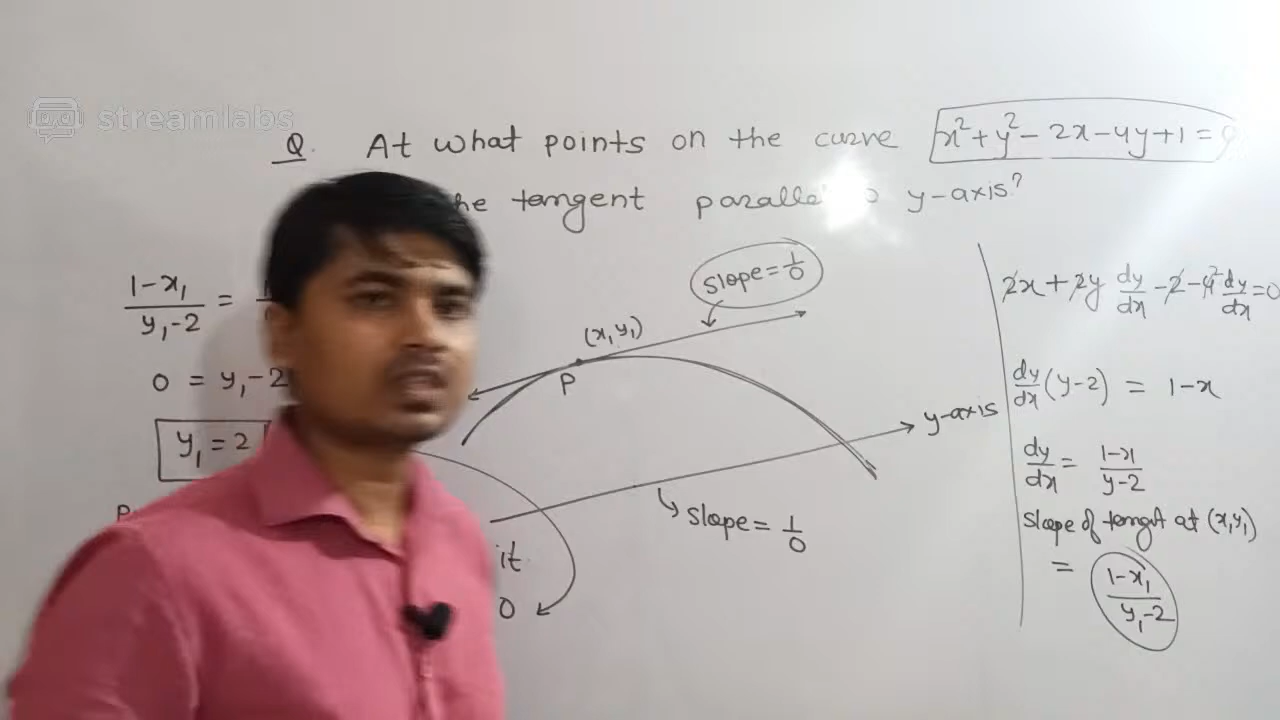 streamlabs
Q. At what points on the curve x² + y² - 2x - 4y + 1 = 0
the tangent parallel y-axis?
(1-x₁)/(y₁-2) =
0 = y₁-2
y₁ = 2
P
it
0
slope = 1/0
(x₁,y₁)
P
y-axis
slope = 1/0
2x + 2y dy/dx - 2 - 4² dy/dx = 0
dy/dx (y-2) = 1-x
dy/dx = (1-x)/(y-2)
Slope of tangent at (x₁,y₁)
= (1-x₁)/(y₁-2)